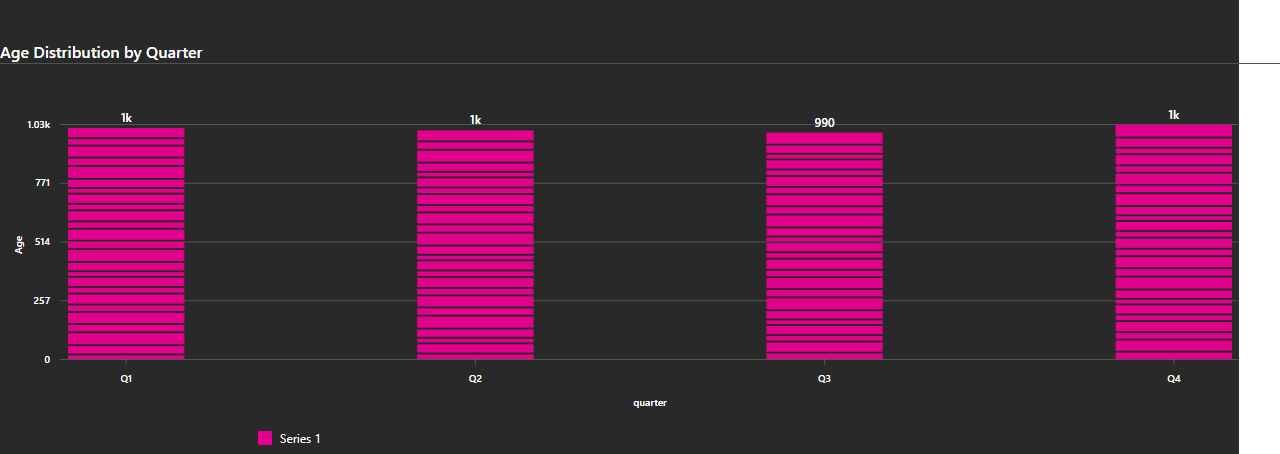 Age Distribution by Quarter
1k
1k
990
1k
1.03k
771
514
257
0
Age
Q1
Q2
Q3
Q4
quarter
Series 1